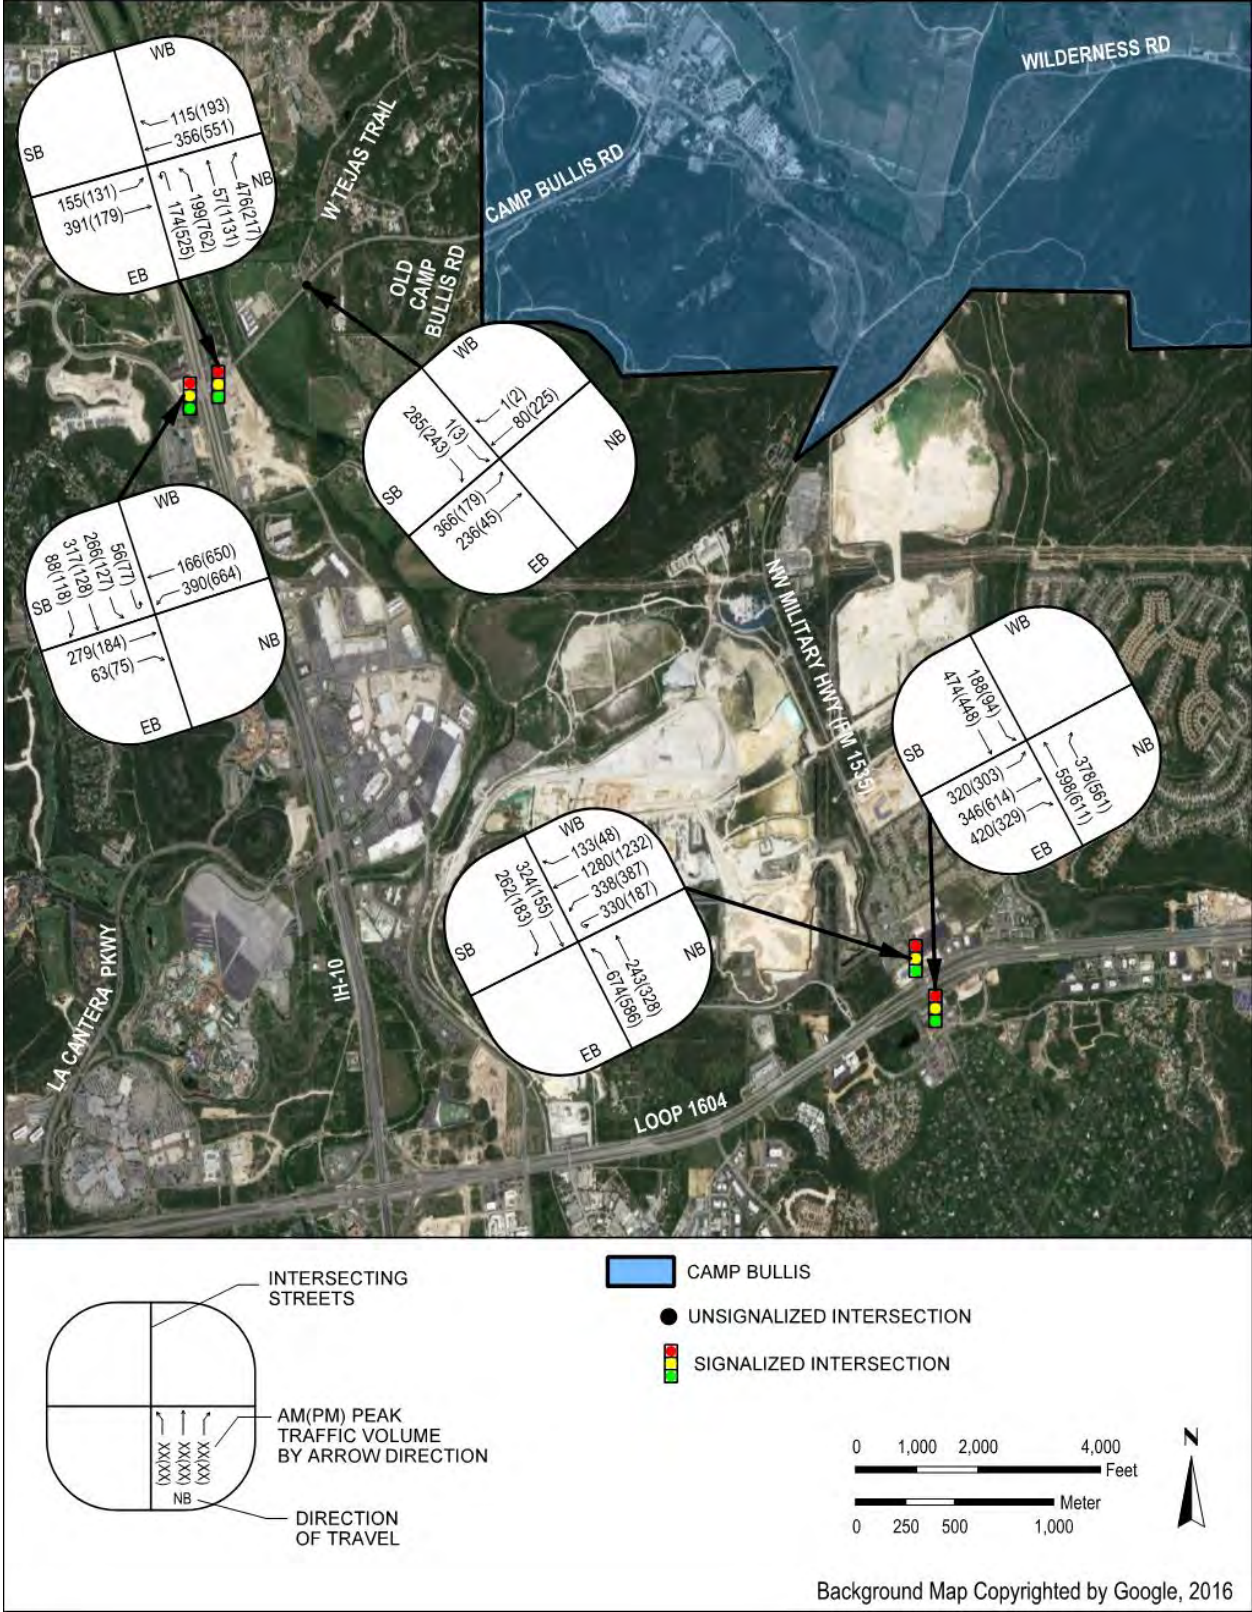 WILDERNESS RD
CAMP BULLIS RD
W TEJAS TRAIL
OLD
CAMP
BULLIS RD
WB
115(193)
356(551)
SB
155(131)
391(179)
EB
174(525)
199(762)
57(1131)
476(217)
NB
WB
1(2)
80(225)
1(3)
285(243)
SB
366(179)
236(45)
EB
NB
WB
166(650)
390(664)
56(77)
266(127)
317(128)
88(118)
SB
279(184)
63(75)
EB
NB
NW MILITARY HWY (FM 1535)
WB
188(94)
474(448)
SB
320(303)
346(614)
420(329)
EB
598(611)
378(561)
NB
WB
133(48)
1280(1232)
338(387)
330(187)
324(155)
262(183)
SB
674(586)
243(328)
NB
EB
LA CANTERA PKWY
IH-10
LOOP 1604
INTERSECTING
STREETS
AM(PM) PEAK
TRAFFIC VOLUME
BY ARROW DIRECTION
XX(XX)
XX(XX)
XX(XX)
NB
DIRECTION
OF TRAVEL
CAMP BULLIS
UNSIGNALIZED INTERSECTION
SIGNALIZED INTERSECTION
0 1,000 2,000 4,000
Feet
Meter
0 250 500 1,000
N
Background Map Copyrighted by Google, 2016